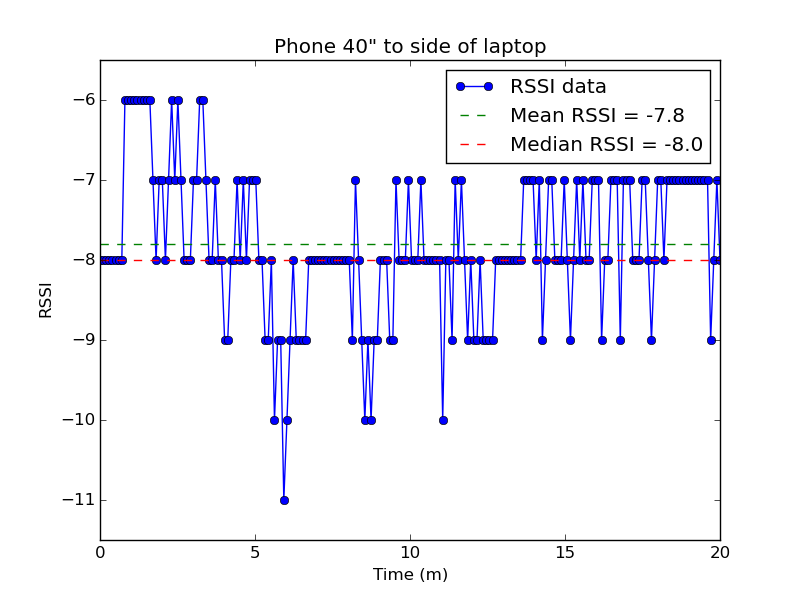 Phone 40" to side of laptop
RSSI data
Mean RSSI = -7.8
Median RSSI = -8.0
−6
−7
−8
−9
−10
−11
RSSI
0 5 10 15 20
Time (m)